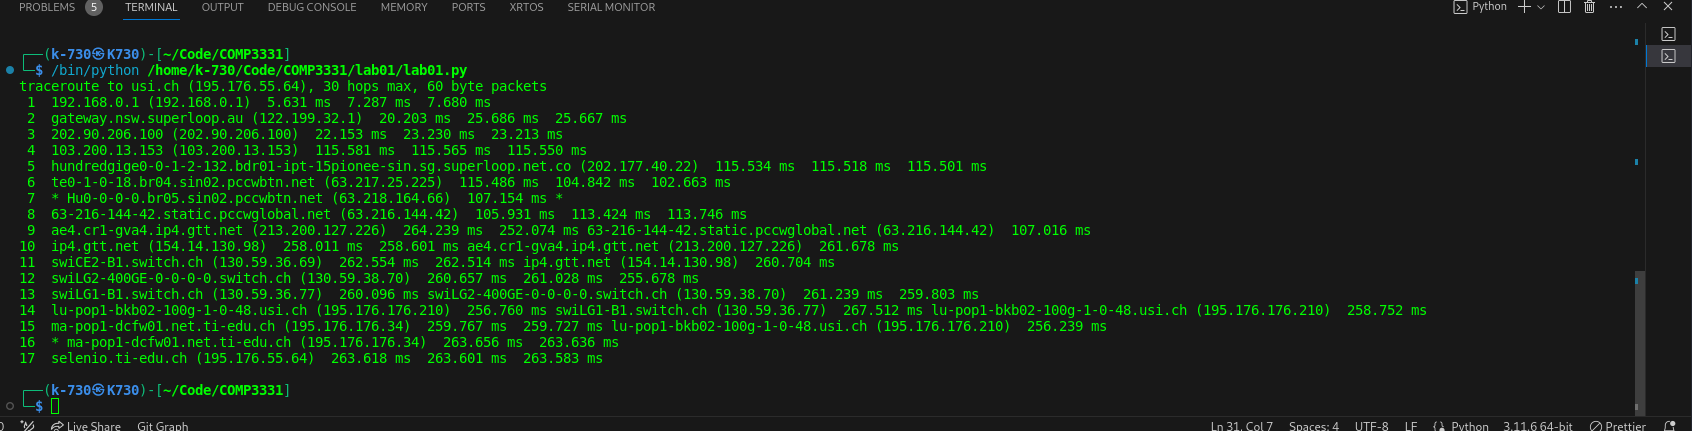 PROBLEMS 5 TERMINAL OUTPUT DEBUG CONSOLE MEMORY PORTS XRTOS SERIAL MONITOR Python
┌──(k-730㉿K730)-[~/Code/COMP3331]
└─$ /bin/python /home/k-730/Code/COMP3331/lab01/lab01.py
traceroute to usi.ch (195.176.55.64), 30 hops max, 60 byte packets
1 192.168.0.1 (192.168.0.1) 5.631 ms 7.287 ms 7.680 ms
2 gateway.nsw.superloop.au (122.199.32.1) 20.203 ms 25.686 ms 25.667 ms
3 202.90.206.100 (202.90.206.100) 22.153 ms 23.230 ms 23.213 ms
4 103.200.13.153 (103.200.13.153) 115.581 ms 115.565 ms 115.550 ms
5 hundredgige0-0-1-2-132.bdr01-ipt-15pionee-sin.sg.superloop.net.co (202.177.40.22) 115.534 ms 115.518 ms 115.501 ms
6 te0-1-0-18.br04.sin02.pccwbtn.net (63.217.25.225) 115.486 ms 104.842 ms 102.663 ms
7 * Hu0-0-0-0.br05.sin02.pccwbtn.net (63.218.164.66) 107.154 ms *
8 63-216-144-42.static.pccwglobal.net (63.216.144.42) 105.931 ms 113.424 ms 113.746 ms
9 ae4.cr1-gva4.ip4.gtt.net (213.200.127.226) 264.239 ms 252.074 ms 63-216-144-42.static.pccwglobal.net (63.216.144.42) 107.016 ms
10 ip4.gtt.net (154.14.130.98) 258.011 ms 258.601 ms ae4.cr1-gva4.ip4.gtt.net (213.200.127.226) 261.678 ms
11 swiCE2-B1.switch.ch (130.59.36.69) 262.554 ms 262.514 ms ip4.gtt.net (154.14.130.98) 260.704 ms
12 swiLG2-400GE-0-0-0-0.switch.ch (130.59.38.70) 260.657 ms 261.028 ms 255.678 ms
13 swiLG1-B1.switch.ch (130.59.36.77) 260.096 ms swiLG2-400GE-0-0-0-0.switch.ch (130.59.38.70) 261.239 ms 259.803 ms
14 lu-pop1-bkb02-100g-1-0-48.usi.ch (195.176.176.210) 256.760 ms swiLG1-B1.switch.ch (130.59.36.77) 267.512 ms lu-pop1-bkb02-100g-1-0-48.usi.ch (195.176.176.210) 258.752 ms
15 ma-pop1-dcfw01.net.ti-edu.ch (195.176.176.34) 259.767 ms 259.727 ms lu-pop1-bkb02-100g-1-0-48.usi.ch (195.176.176.210) 256.239 ms
16 * ma-pop1-dcfw01.net.ti-edu.ch (195.176.176.34) 263.656 ms 263.636 ms
17 selenio.ti-edu.ch (195.176.55.64) 263.618 ms 263.601 ms 263.583 ms
┌──(k-730㉿K730)-[~/Code/COMP3331]
└─$
0 Live Share Git Graph Ln 31, Col 7 Spaces: 4 UTF-8 LF Python 3.11.6 64-bit Prettier